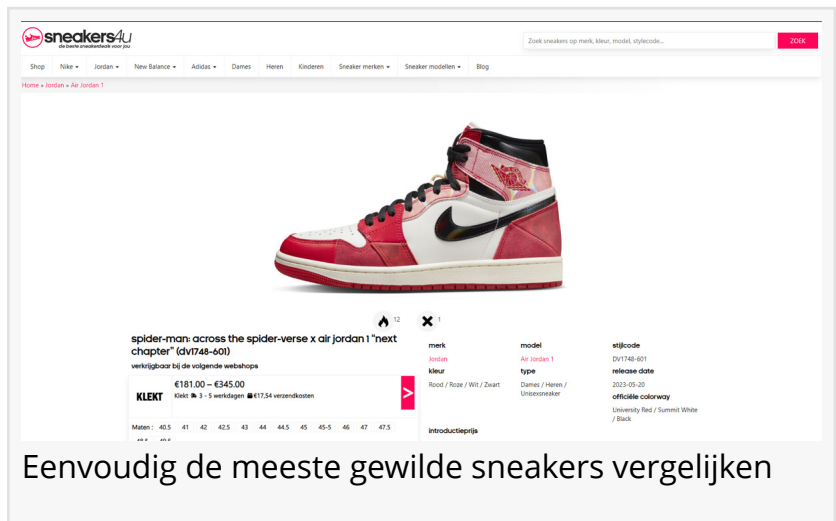 sneakers4u
de beste sneakerdeals voor jou
Zoek sneakers op merk, kleur, model, stylecode...
ZOEK
Shop Nike Jordan New Balance Adidas Dames Heren Kinderen Sneaker merken Sneaker modellen Blog
Home » Jordan » Air Jordan 1
12 1
spider-man: across the spider-verse x air jordan 1 "next
chapter" (dv1748-601)
verkrijgbaar bij de volgende webshops
KLEKT
€181.00 – €345.00
Klekt 3 - 5 werkdagen €17,54 verzendkosten
>
Maten : 40.5 41 42 42.5 43 44 44.5 45 45-5 46 47 47.5
48.5 49.5
merk model stijlcode
Jordan Air Jordan 1 DV1748-601
kleur type release date
Rood / Roze / Wit / Zwart Dames / Heren / 2023-05-20
Unisexsneaker
officiële colorway
University Red / Summit White
/ Black
introductieprijs
Eenvoudig de meeste gewilde sneakers vergelijken